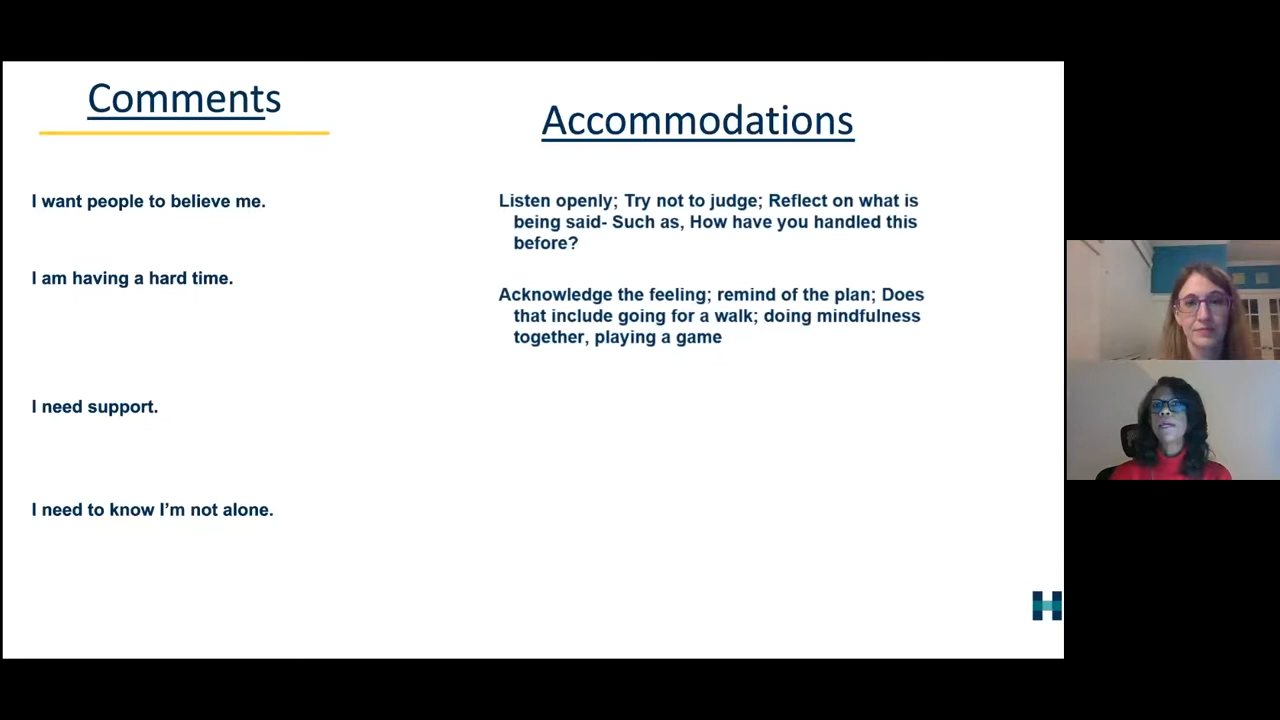 Comments
Accommodations
I want people to believe me.
Listen openly; Try not to judge; Reflect on what is
being said- Such as, How have you handled this
before?
I am having a hard time.
Acknowledge the feeling; remind of the plan; Does
that include going for a walk; doing mindfulness
together, playing a game
I need support.
I need to know I’m not alone.